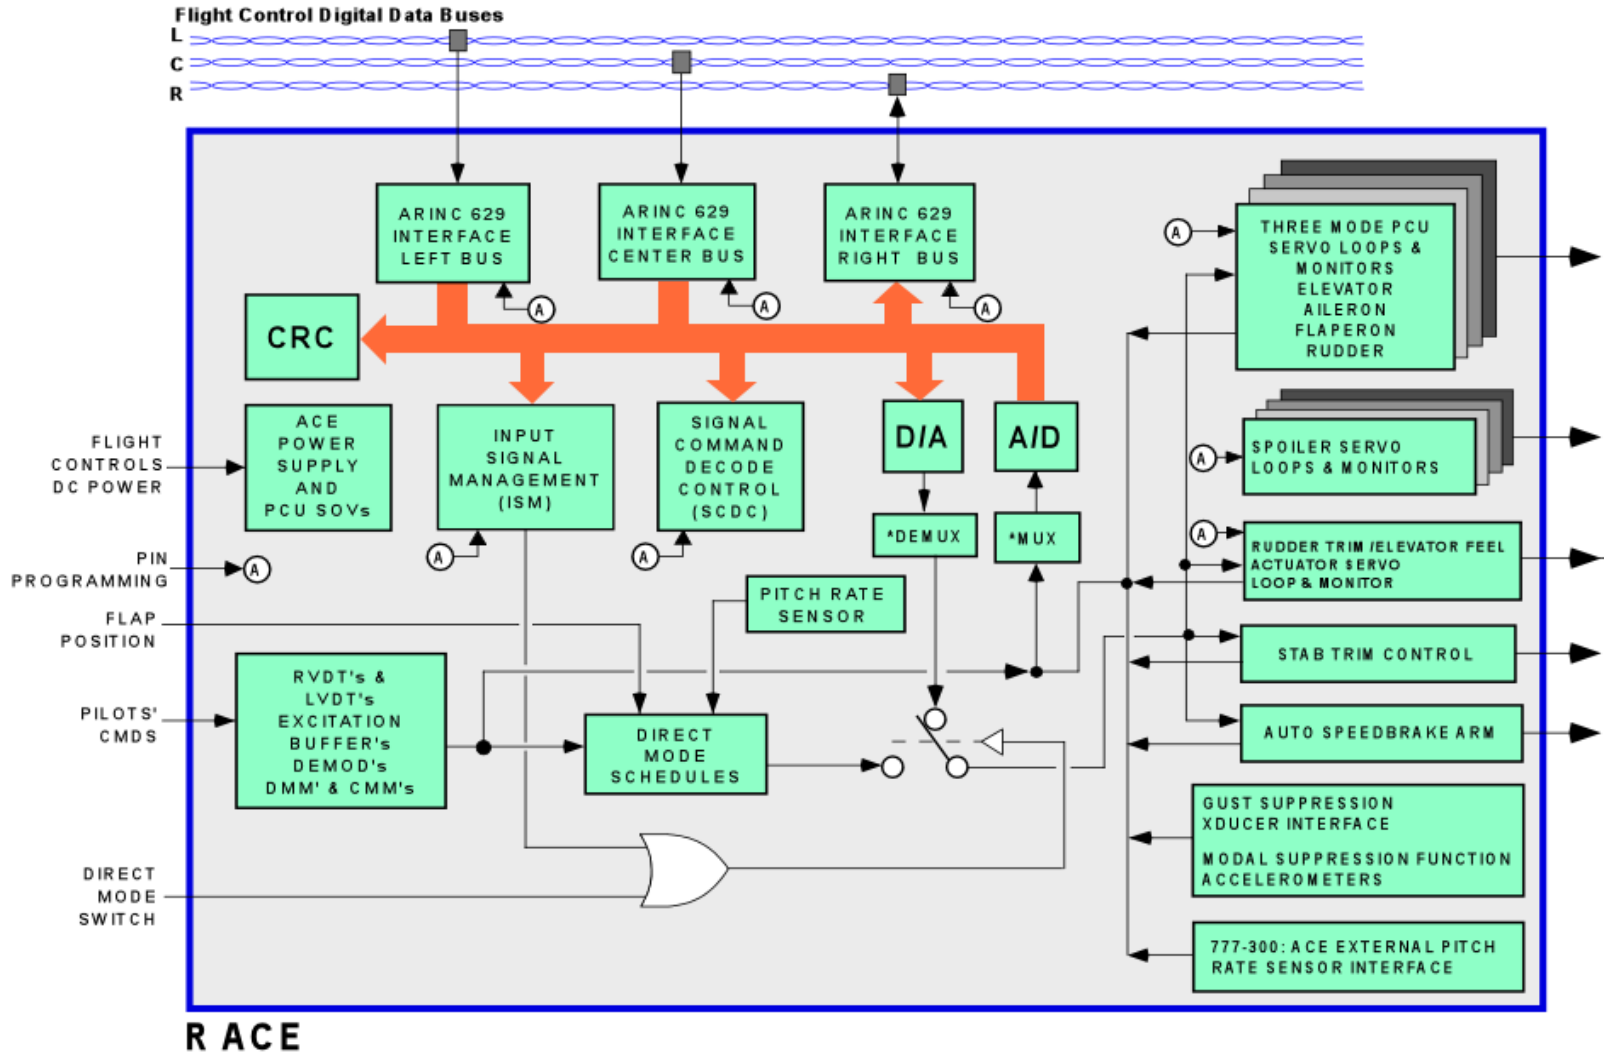 Flight Control Digital Data Buses
L
C
R
ARINC 629
INTERFACE
LEFT BUS
ARINC 629
INTERFACE
CENTER BUS
ARINC 629
INTERFACE
RIGHT BUS
A
A
A
CRC
THREE MODE PCU
SERVO LOOPS &
MONITORS
ELEVATOR
AILERON
FLAPERON
RUDDER
A
FLIGHT
CONTROLS
DC POWER
ACE
POWER
SUPPLY
AND
PCU SOVs
INPUT
SIGNAL
MANAGEMENT
(ISM)
A
SIGNAL
COMMAND
DECODE
CONTROL
(SCDC)
A
D/A
A/D
*DEMUX
*MUX
A
SPOILER SERVO
LOOPS & MONITORS
A
RUDDER TRIM /ELEVATOR FEEL
ACTUATOR SERVO
LOOP & MONITOR
PIN
PROGRAMMING
A
FLAP
POSITION
PITCH RATE
SENSOR
STAB TRIM CONTROL
PILOTS'
CMDS
RVDT's &
LVDT's
EXCITATION
BUFFER's
DEMOD's
DMM' & CMM's
DIRECT
MODE
SCHEDULES
AUTO SPEEDBRAKE ARM
GUST SUPPRESSION
XDUCER INTERFACE
MODAL SUPPRESSION FUNCTION
ACCELEROMETERS
DIRECT
MODE
SWITCH
777-300: ACE EXTERNAL PITCH
RATE SENSOR INTERFACE
R ACE